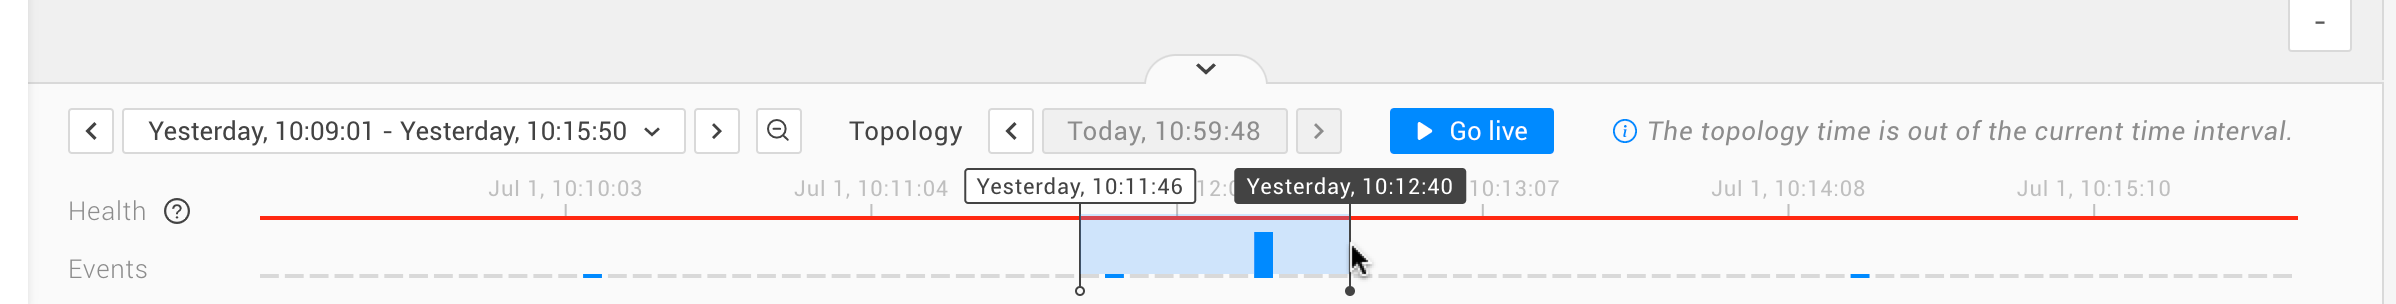 -
Yesterday, 10:09:01 - Yesterday, 10:15:50
Topology
Today, 10:59:48
Go live
The topology time is out of the current time interval.
Jul 1, 10:10:03
Jul 1, 10:11:04
Yesterday, 10:11:46
12:0
Yesterday, 10:12:40
10:13:07
Jul 1, 10:14:08
Jul 1, 10:15:10
Health ?
Events